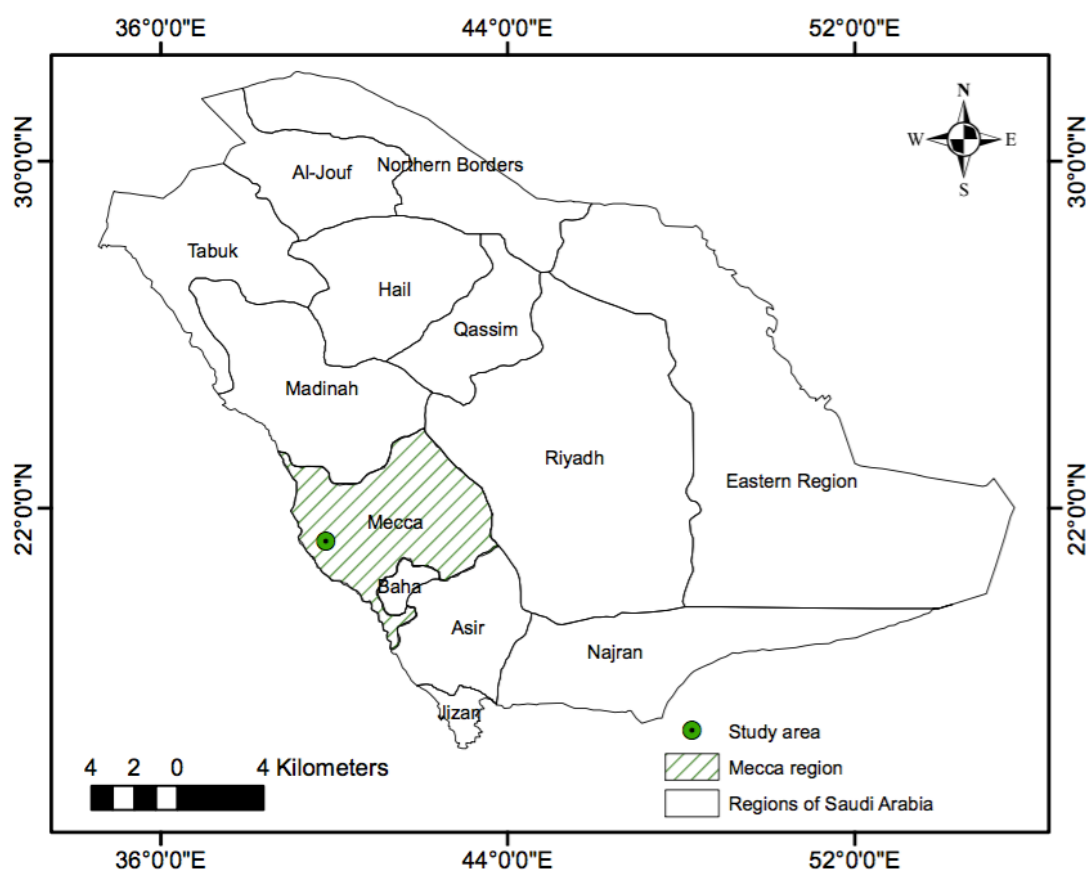 36°0'0"E 44°0'0"E 52°0'0"E
N
W E
S
30°0'0"N 30°0'0"N
Northern Borders
Al-Jouf
Tabuk
Hail
Qassim
Madinah
Riyadh
Eastern Region
22°0'0"N 22°0'0"N
Mecca
Baha
Asir
Najran
Jizan
Study area
4 2 0 4 Kilometers
Mecca region
Regions of Saudi Arabia
36°0'0"E 44°0'0"E 52°0'0"E